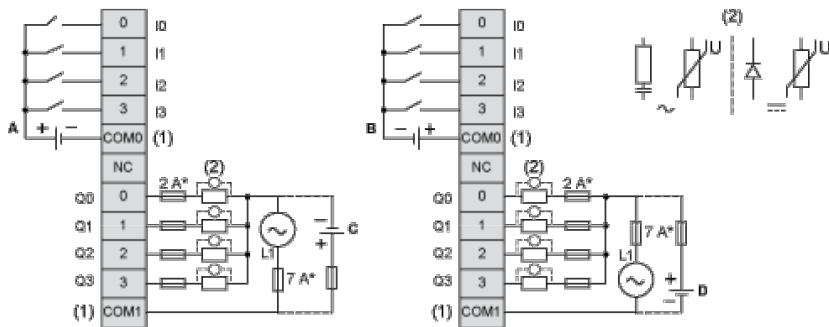 0 I0
1 I1
2 I2
3 I3
A + − COM0 (1)
NC
(2)
Q0 0 2 A*
Q1 1
Q2 2
Q3 3
(1) COM1
~
L1
7 A*
−
+
C
0 I0
1 I1
2 I2
3 I3
B − + COM0 (1)
NC
(2)
Q0 0 2 A*
Q1 1
Q2 2
Q3 3
(1) COM1
7 A*
L1
~
+
−
D
(2)
U
U
~